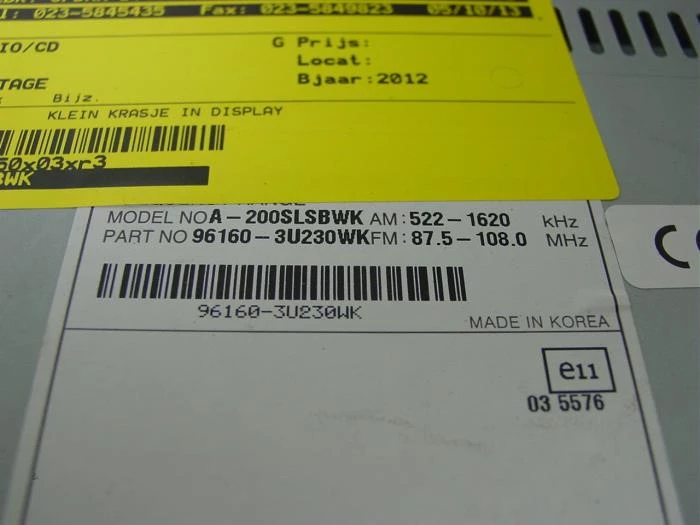 I: 023-5845435 Fax: 023-5849823 05/10/13
IO/CD G Prijs:
Locat:
TAGE Bjaar:2012
Bijz.
KLEIN KRASJE IN DISPLAY
50x03xr3
BWK
MODEL NO A-200SLSBWK AM: 522-1620 kHz
PART NO 96160-3U230WK FM: 87.5-108.0 MHz
96160-3U230WK
MADE IN KOREA
e11
03 5576